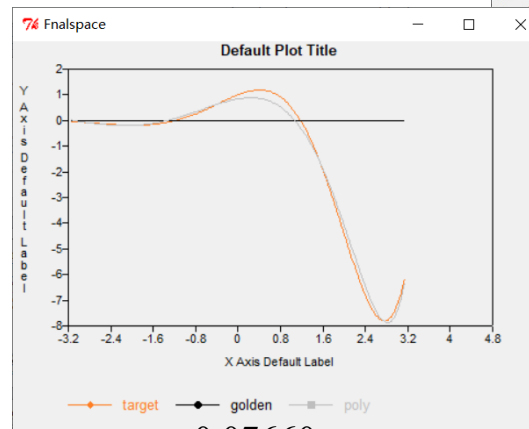 Fnalspace
Default Plot Title
Y Axis Default Label
2
1
0
-1
-2
-3
-4
-5
-6
-7
-8
-3.2 -2.4 -1.6 -0.8 0 0.8 1.6 2.4 3.2 4 4.8
X Axis Default Label
target golden poly